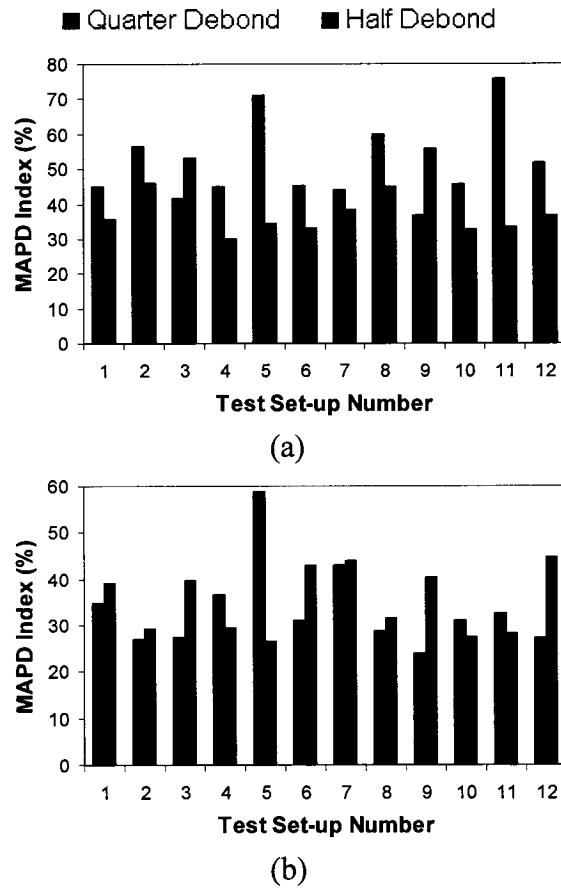 Quarter Debond Half Debond
80
70
60
50
40
30
20
10
0
MAPD Index (%)
1 2 3 4 5 6 7 8 9 10 11 12
Test Set-up Number
(a)
60
50
40
30
20
10
0
MAPD Index (%)
1 2 3 4 5 6 7 8 9 10 11 12
Test Set-up Number
(b)